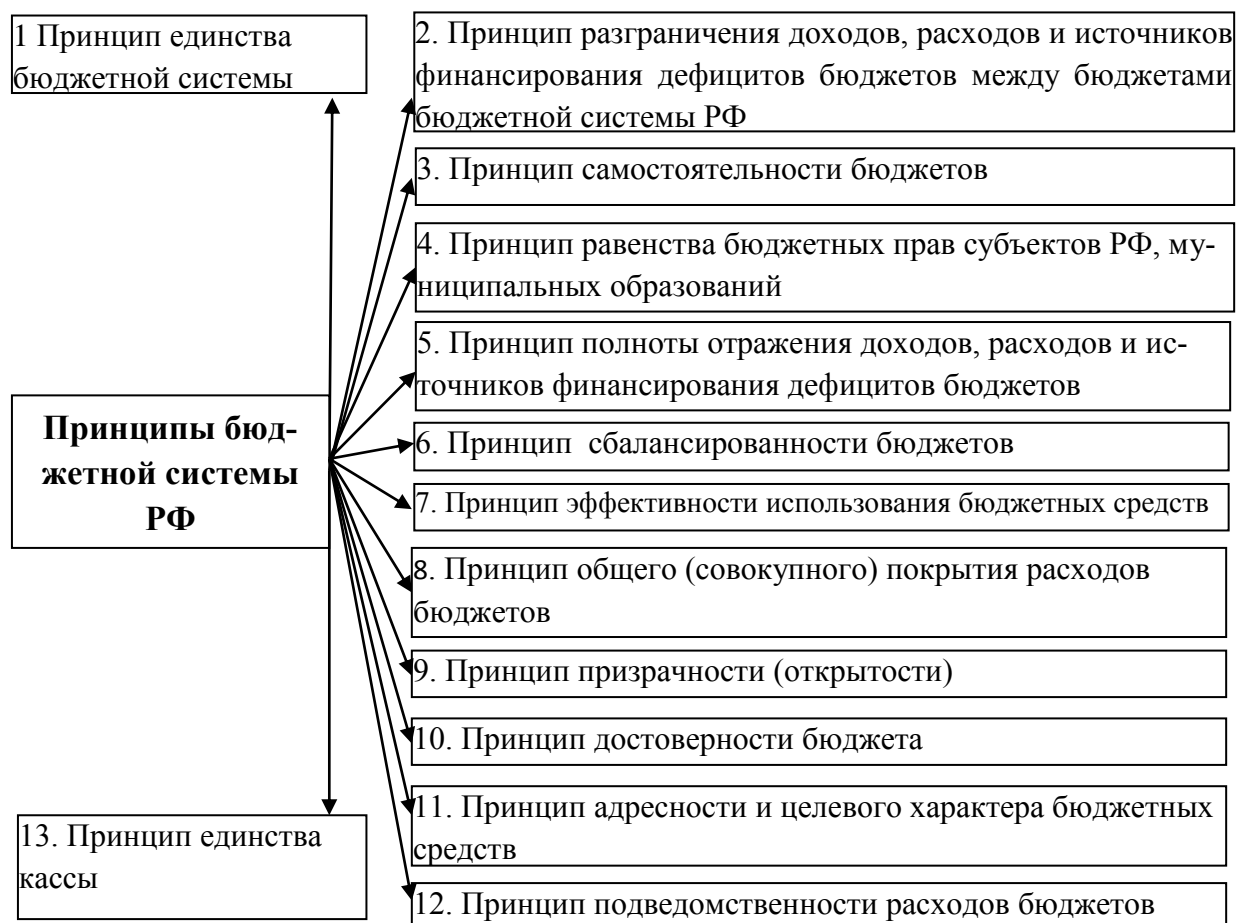 1 Принцип единства
бюджетной системы
2. Принцип разграничения доходов, расходов и источников
финансирования дефицитов бюджетов между бюджетами
бюджетной системы РФ
3. Принцип самостоятельности бюджетов
4. Принцип равенства бюджетных прав субъектов РФ, му-
ниципальных образований
5. Принцип полноты отражения доходов, расходов и ис-
точников финансирования дефицитов бюджетов
Принципы бюд-
жетной системы
РФ
6. Принцип сбалансированности бюджетов
7. Принцип эффективности использования бюджетных средств
8. Принцип общего (совокупного) покрытия расходов
бюджетов
9. Принцип призрачности (открытости)
10. Принцип достоверности бюджета
11. Принцип адресности и целевого характера бюджетных
средств
12. Принцип подведомственности расходов бюджетов
13. Принцип единства
кассы